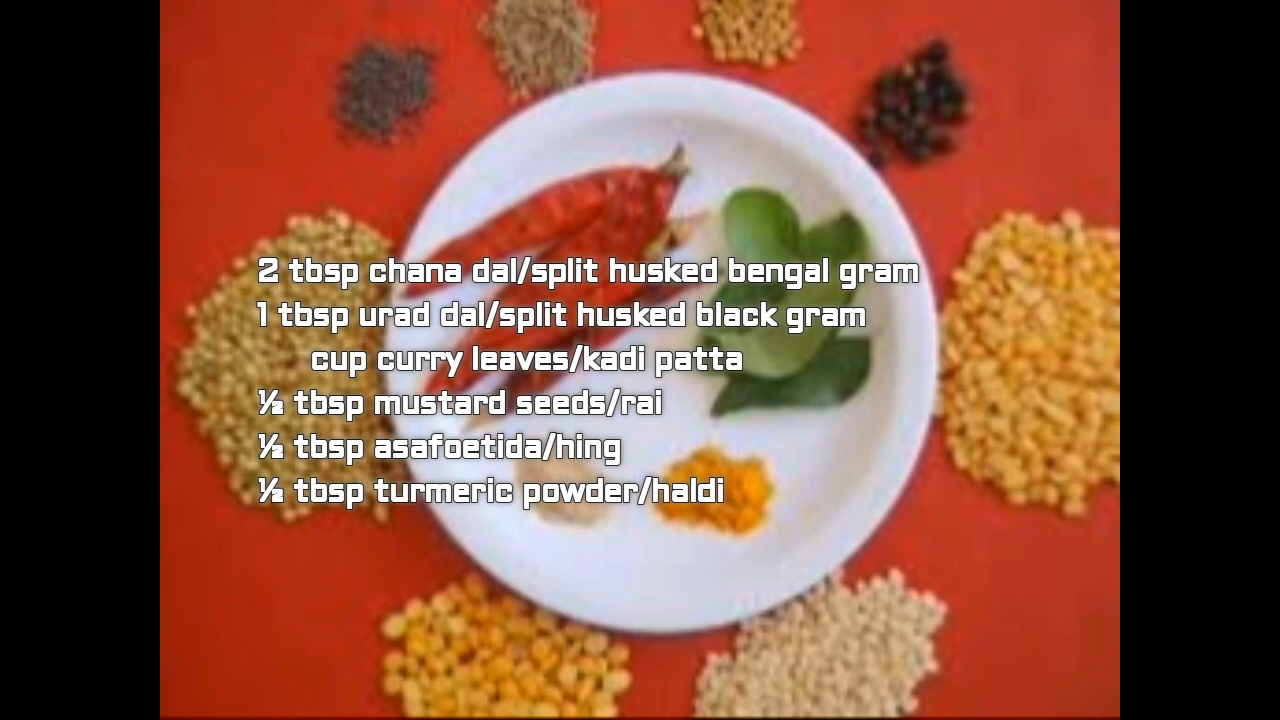 2 tbsp chana dal/split husked bengal gram
1 tbsp urad dal/split husked black gram
cup curry leaves/kadi patta
½ tbsp mustard seeds/rai
½ tbsp asafoetida/hing
½ tbsp turmeric powder/haldi